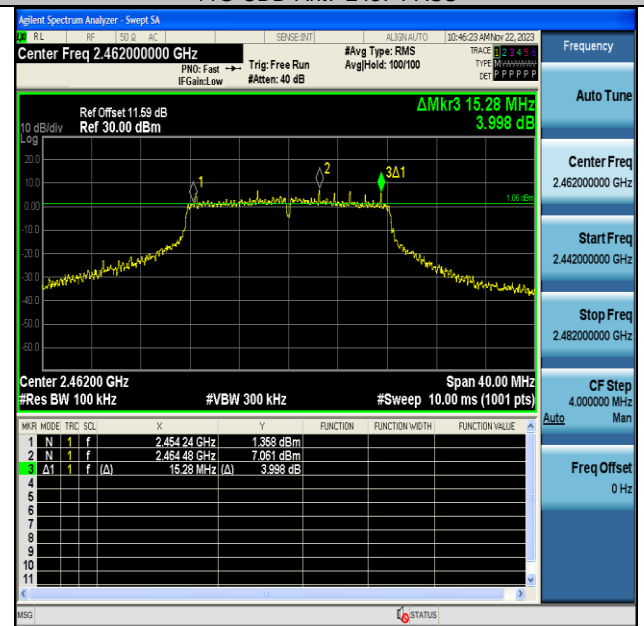 Agilent Spectrum Analyzer - Swept SA
RL RF 50 Ω AC SENSE:INT ALIGN AUTO 10:46:23 AM Nov 22, 2023
Center Freq 2.462000000 GHz
PNO: Fast
IFGain:Low
Trig: Free Run
#Atten: 40 dB
#Avg Type: RMS
Avg|Hold: 100/100
TRACE 1 2 3 4 5 6
TYPE M
DET P P P P P P
Ref Offset 11.59 dB
Ref 30.00 dBm
10 dB/div
Log
ΔMkr3 15.28 MHz
3.998 dB
20.0
10.0
0.00
-10.0
-20.0
-30.0
-40.0
-50.0
-60.0
1
2
3Δ1
1.06 dBm
Center 2.46200 GHz
Span 40.00 MHz
#Res BW 100 kHz
#VBW 300 kHz
#Sweep 10.00 ms (1001 pts)
MKR MODE TRC SCL X Y FUNCTION FUNCTION WIDTH FUNCTION VALUE
1 N 1 f 2.454 24 GHz 1.358 dBm
2 N 1 f 2.464 48 GHz 7.061 dBm
3 Δ1 1 f (Δ) 15.28 MHz (Δ) 3.998 dB
4
5
6
7
8
9
10
11
MSG
STATUS
Frequency
Auto Tune
Center Freq
2.462000000 GHz
Start Freq
2.442000000 GHz
Stop Freq
2.482000000 GHz
CF Step
4.000000 MHz
Auto Man
Freq Offset
0 Hz